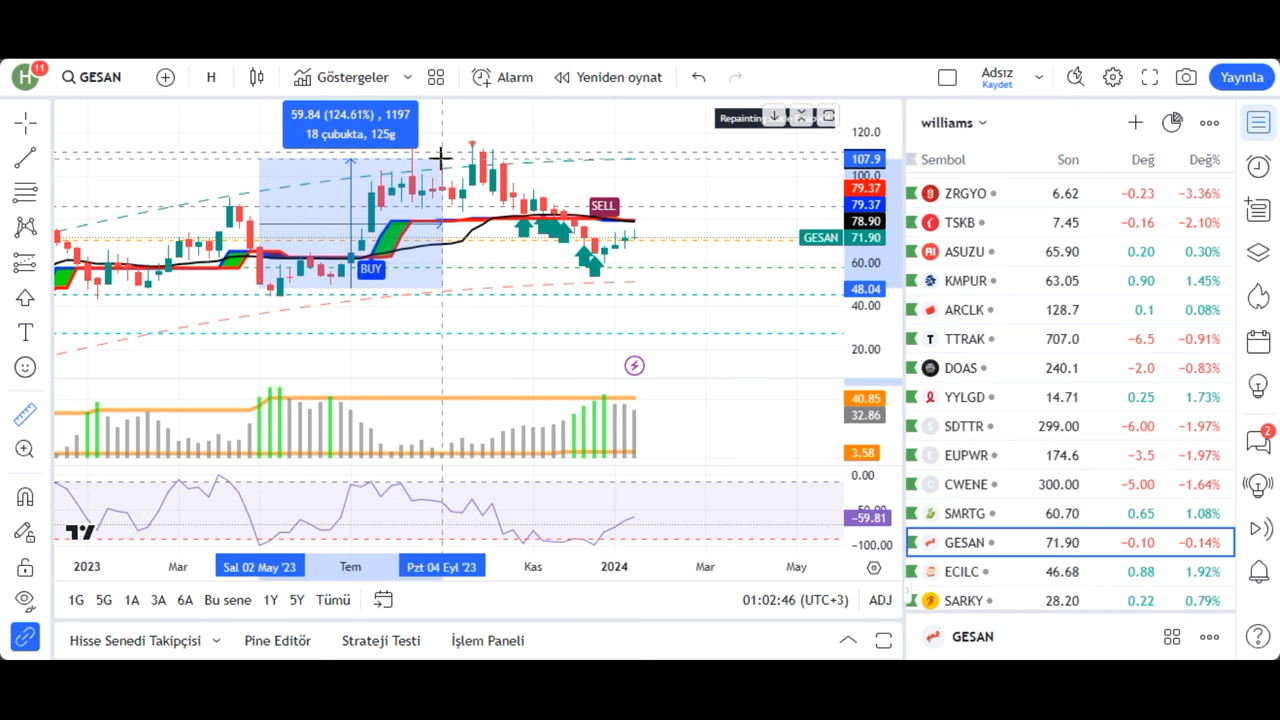 H
11
GESAN
H
Göstergeler
Alarm
Yeniden oynat
Adsız
Kaydet
Yayınla
59.84 (124.61%) , 1197
18 çubukta, 125g
BUY
SELL
GESAN
120.0
107.9
100.0
79.37
79.37
78.90
71.90
60.00
48.04
40.00
20.00
40.85
32.86
3.58
0.00
−59.81
−100.00
2023
Mar
Sal 02 May '23
Tem
Pzt 04 Eyl '23
Kas
2024
Mar
May
1G
5G
1A
3A
6A
Bu sene
1Y
5Y
Tümü
01:02:46 (UTC+3)
ADJ
Hisse Senedi Takipçisi
Pine Editör
Strateji Testi
İşlem Paneli
williams
Sembol Son Değ Değ%
ZRGYO 6.62 −0.23 −3.36%
TSKB 7.45 −0.16 −2.10%
ASUZU 65.90 0.20 0.30%
KMPUR 63.05 0.90 1.45%
ARCLK 128.7 0.1 0.08%
TTRAK 707.0 −6.5 −0.91%
DOAS 240.1 −2.0 −0.83%
YYLGD 14.71 0.25 1.73%
SDTTR 299.00 −6.00 −1.97%
EUPWR 174.6 −3.5 −1.97%
CWENE 300.00 −5.00 −1.64%
SMRTG 60.70 0.65 1.08%
GESAN 71.90 −0.10 −0.14%
ECILC 46.68 0.88 1.92%
SARKY 28.20 0.22 0.79%
GESAN
2